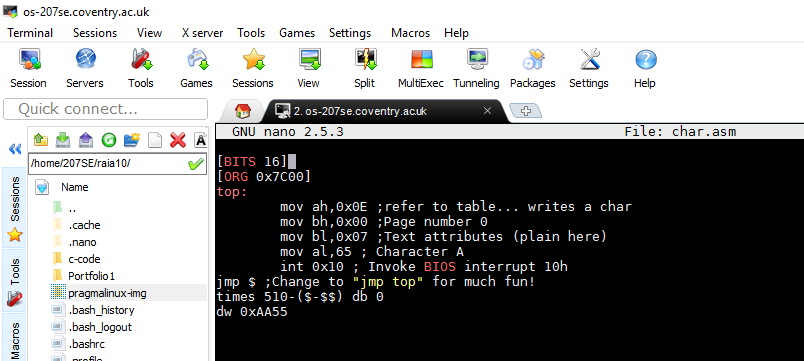 os-207se.coventry.ac.uk
Terminal Sessions View X server Tools Games Settings Macros Help
Session Servers Tools Games Sessions View Split MultiExec Tunneling Packages Settings Help
Quick connect...
2. os-207se.coventry.ac.uk
/home/207SE/raia10/
Name
..
.cache
.nano
c-code
Portfolio1
pragmalinux-img
.bash_history
.bash_logout
.bashrc
.profile
Sessions
Tools
Macros
GNU nano 2.5.3 File: char.asm
[BITS 16]
[ORG 0x7C00]
top:
mov ah,0x0E ;refer to table... writes a char
mov bh,0x00 ;Page number 0
mov bl,0x07 ;Text attributes (plain here)
mov al,65 ; Character A
int 0x10 ; Invoke BIOS interrupt 10h
jmp $ ;Change to "jmp top" for much fun!
times 510-($-$$) db 0
dw 0xAA55